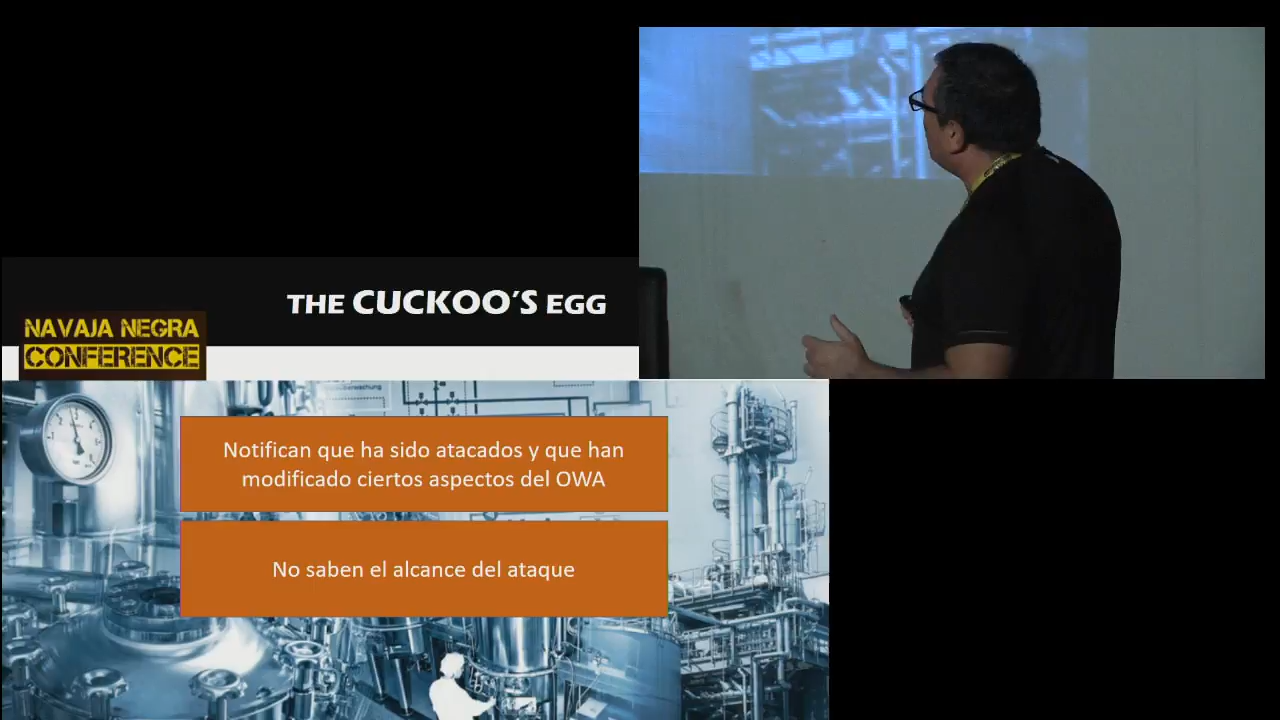 THE CUCKOO'S EGG
NAVAJA NEGRA
CONFERENCE
Notifican que ha sido atacados y que han
modificado ciertos aspectos del OWA
No saben el alcance del ataque